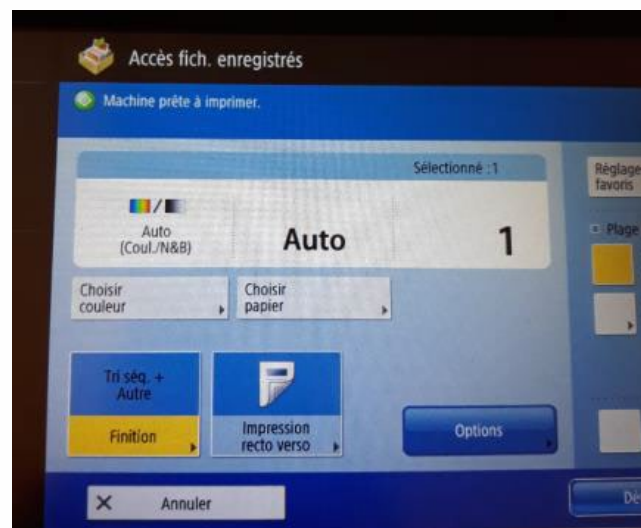 Accès fich. enregistrés
Machine prête à imprimer.
Sélectionné :1
Auto
(Coul./N&B)
Auto
1
Choisir
couleur
Choisir
papier
Tri séq. +
Autre
Finition
Impression
recto verso
Options
Annuler
Réglage
favoris
Plage
Dé